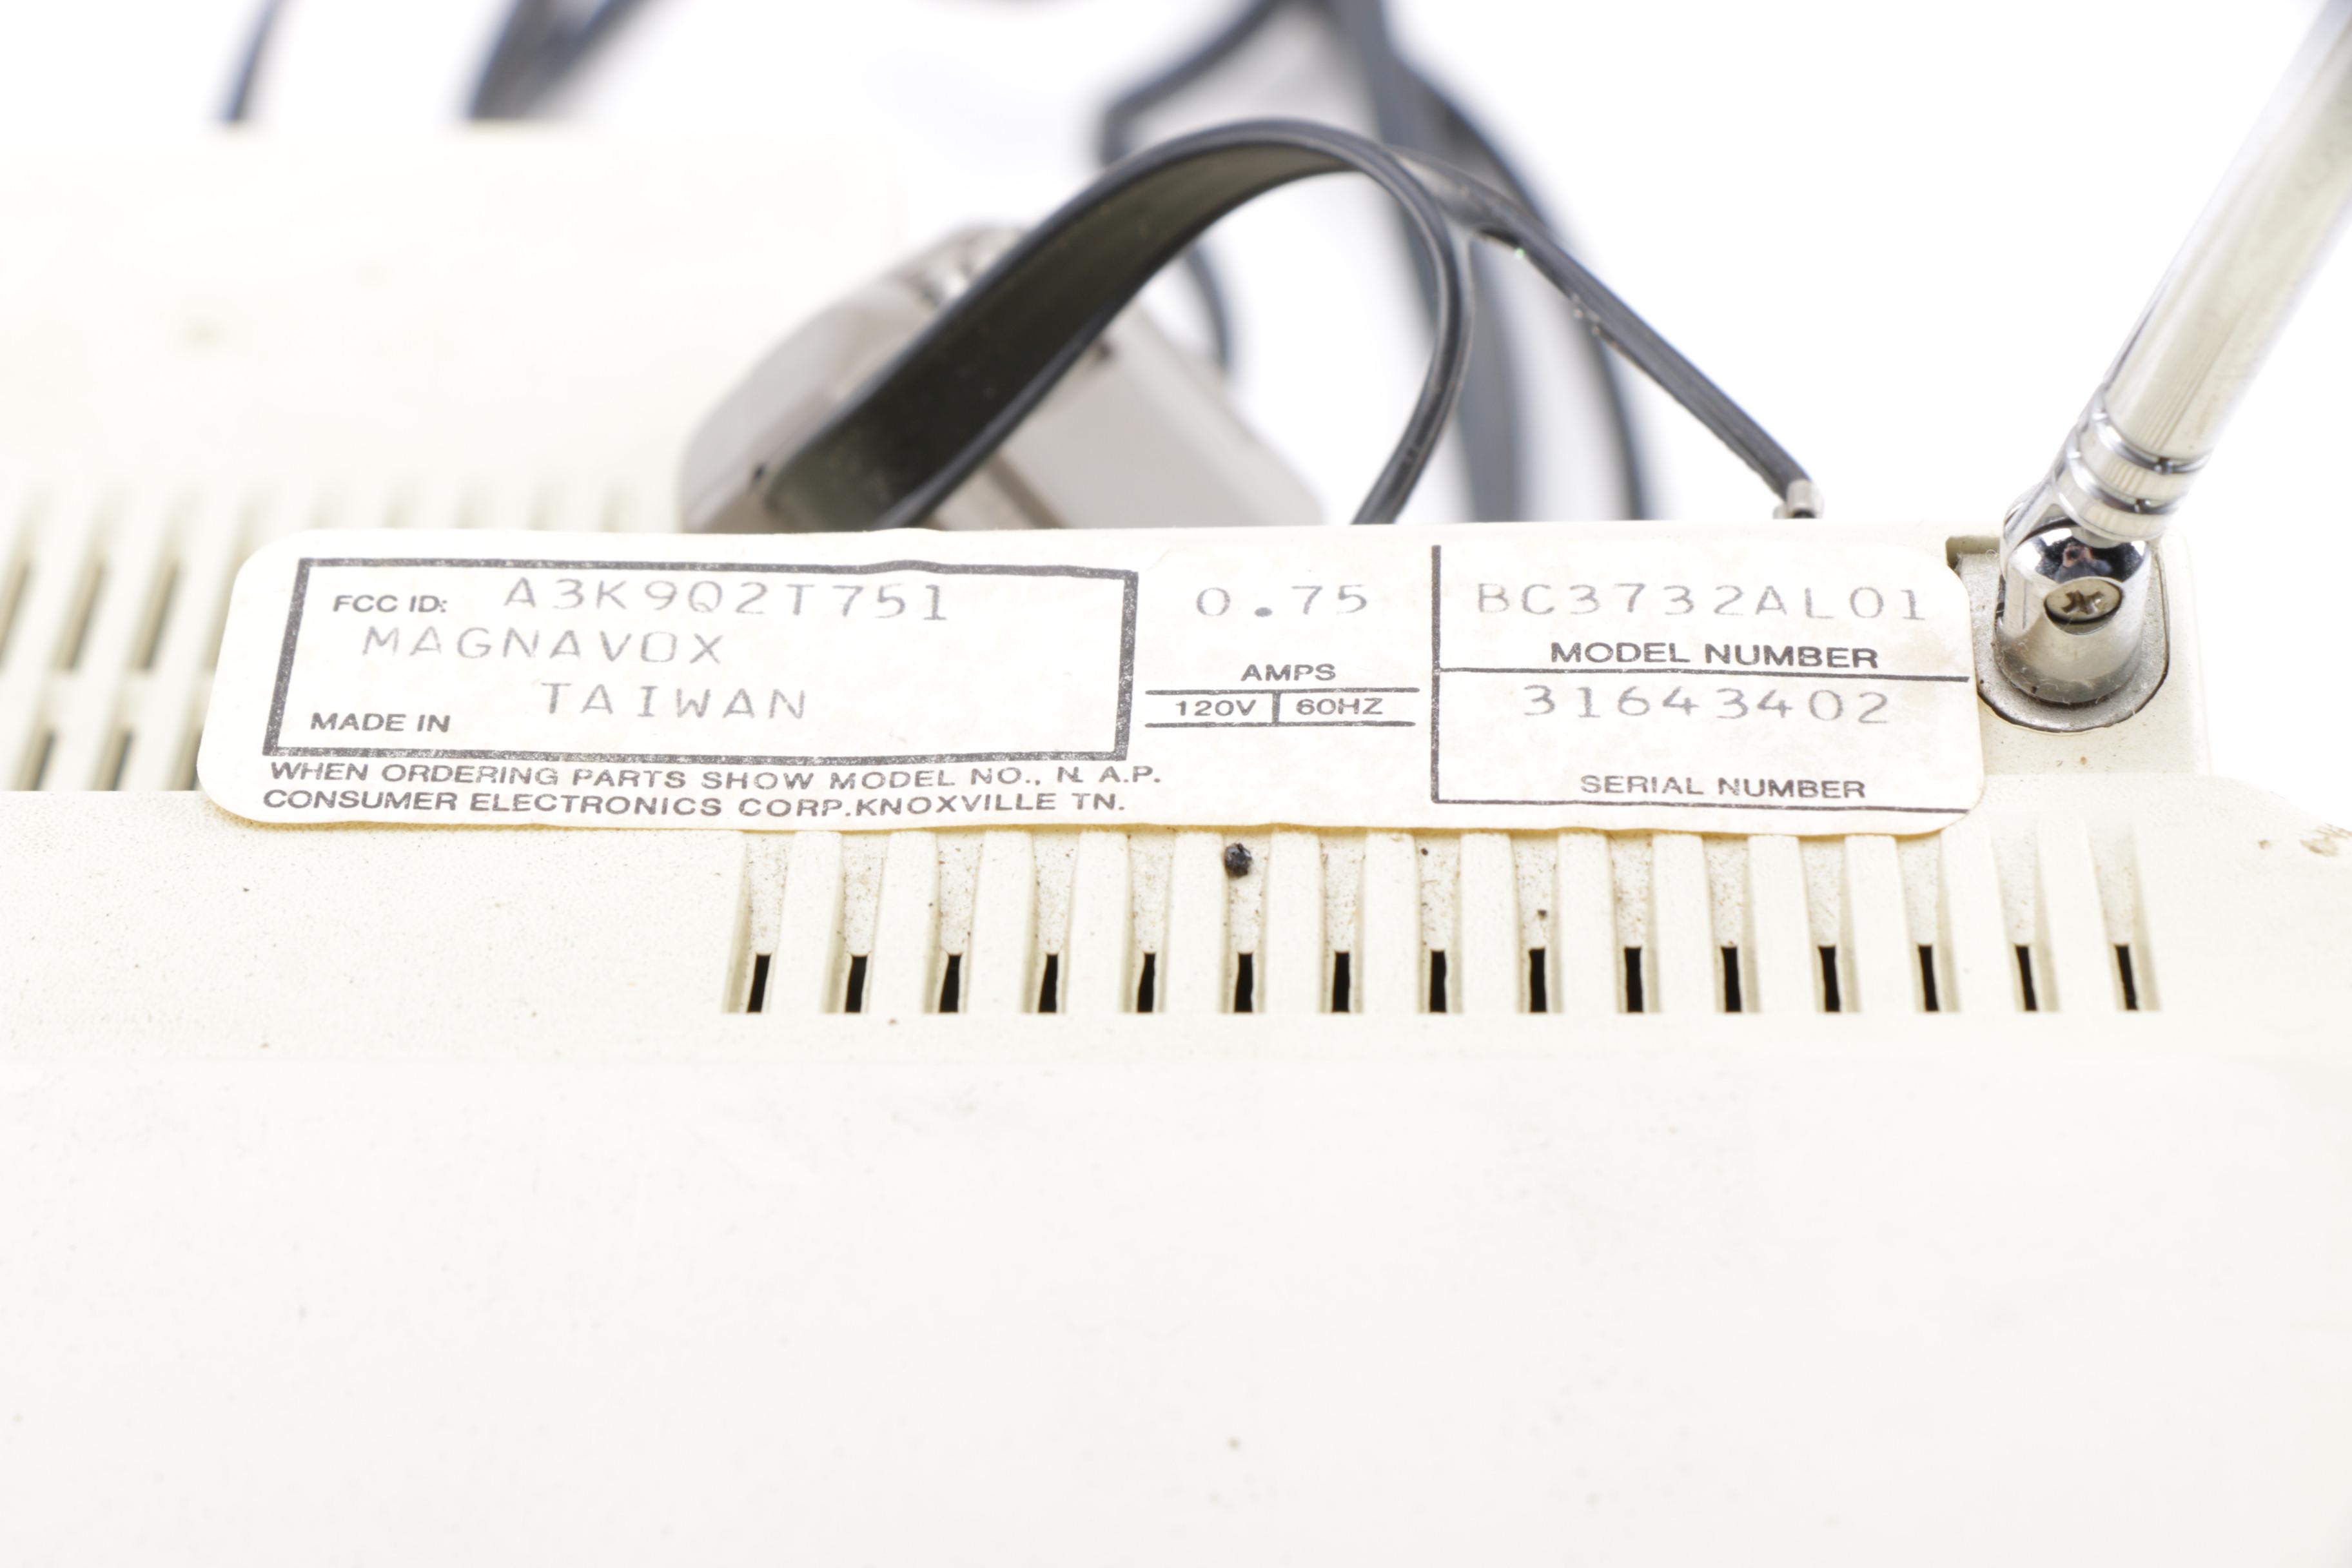 FCC ID: A3K9Q2T751
MAGNAVOX
MADE IN TAIWAN
WHEN ORDERING PARTS SHOW MODEL NO., N.A.P.
CONSUMER ELECTRONICS CORP.KNOXVILLE TN.
0.75
AMPS
120V 60HZ
BC3732AL01
MODEL NUMBER
31643402
SERIAL NUMBER